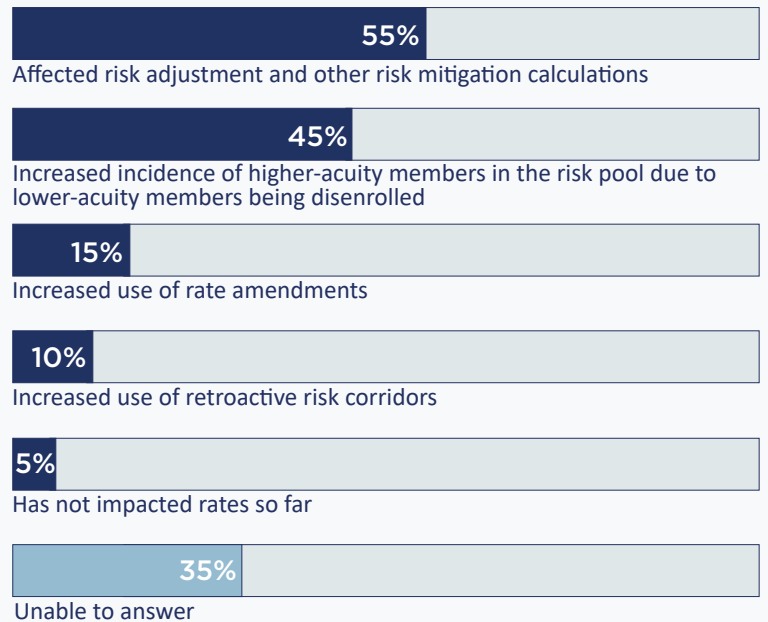 55%
Affected risk adjustment and other risk mitigation calculations
45%
Increased incidence of higher-acuity members in the risk pool due to
lower-acuity members being disenrolled
15%
Increased use of rate amendments
10%
Increased use of retroactive risk corridors
5%
Has not impacted rates so far
35%
Unable to answer